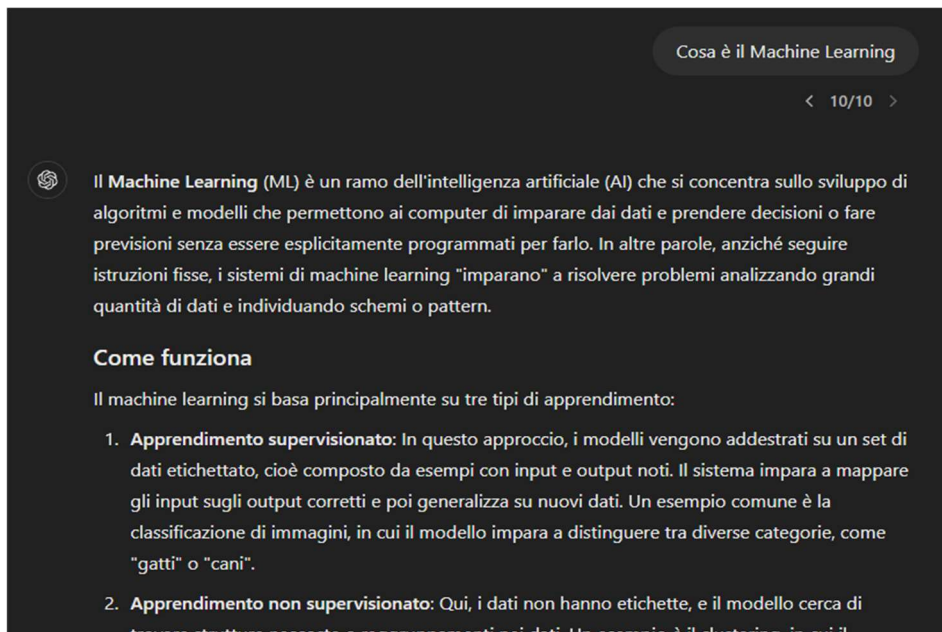 Cosa è il Machine Learning
< 10/10 >
Il Machine Learning (ML) è un ramo dell'intelligenza artificiale (AI) che si concentra sullo sviluppo di
algoritmi e modelli che permettono ai computer di imparare dai dati e prendere decisioni o fare
previsioni senza essere esplicitamente programmati per farlo. In altre parole, anziché seguire
istruzioni fisse, i sistemi di machine learning "imparano" a risolvere problemi analizzando grandi
quantità di dati e individuando schemi o pattern.
Come funziona
Il machine learning si basa principalmente su tre tipi di apprendimento:
1. Apprendimento supervisionato: In questo approccio, i modelli vengono addestrati su un set di
dati etichettato, cioè composto da esempi con input e output noti. Il sistema impara a mappare
gli input sugli output corretti e poi generalizza su nuovi dati. Un esempio comune è la
classificazione di immagini, in cui il modello impara a distinguere tra diverse categorie, come
"gatti" o "cani".
2. Apprendimento non supervisionato: Qui, i dati non hanno etichette, e il modello cerca di